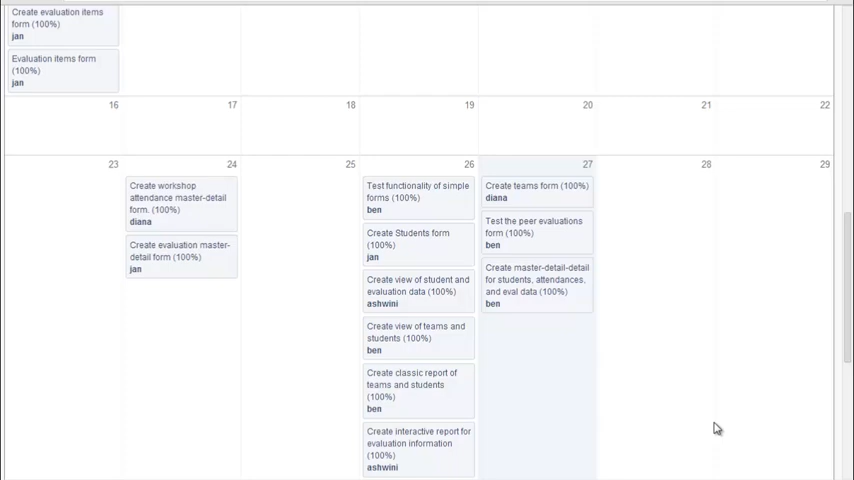 Create evaluation items
form (100%)
jan
Evaluation items form
(100%)
jan
16
17
18
19
20
21
22
23
24
25
26
27
28
29
Create workshop
attendance master-detail
form. (100%)
diana
Create evaluation master-
detail form (100%)
jan
Test functionality of simple
forms (100%)
ben
Create Students form
(100%)
jan
Create view of student and
evaluation data (100%)
ashwini
Create view of teams and
students (100%)
ben
Create classic report of
teams and students
(100%)
ben
Create interactive report for
evaluation information
(100%)
ashwini
Create teams form (100%)
diana
Test the peer evaluations
form (100%)
ben
Create master-detail-detail
for students, attendances,
and eval data (100%)
ben